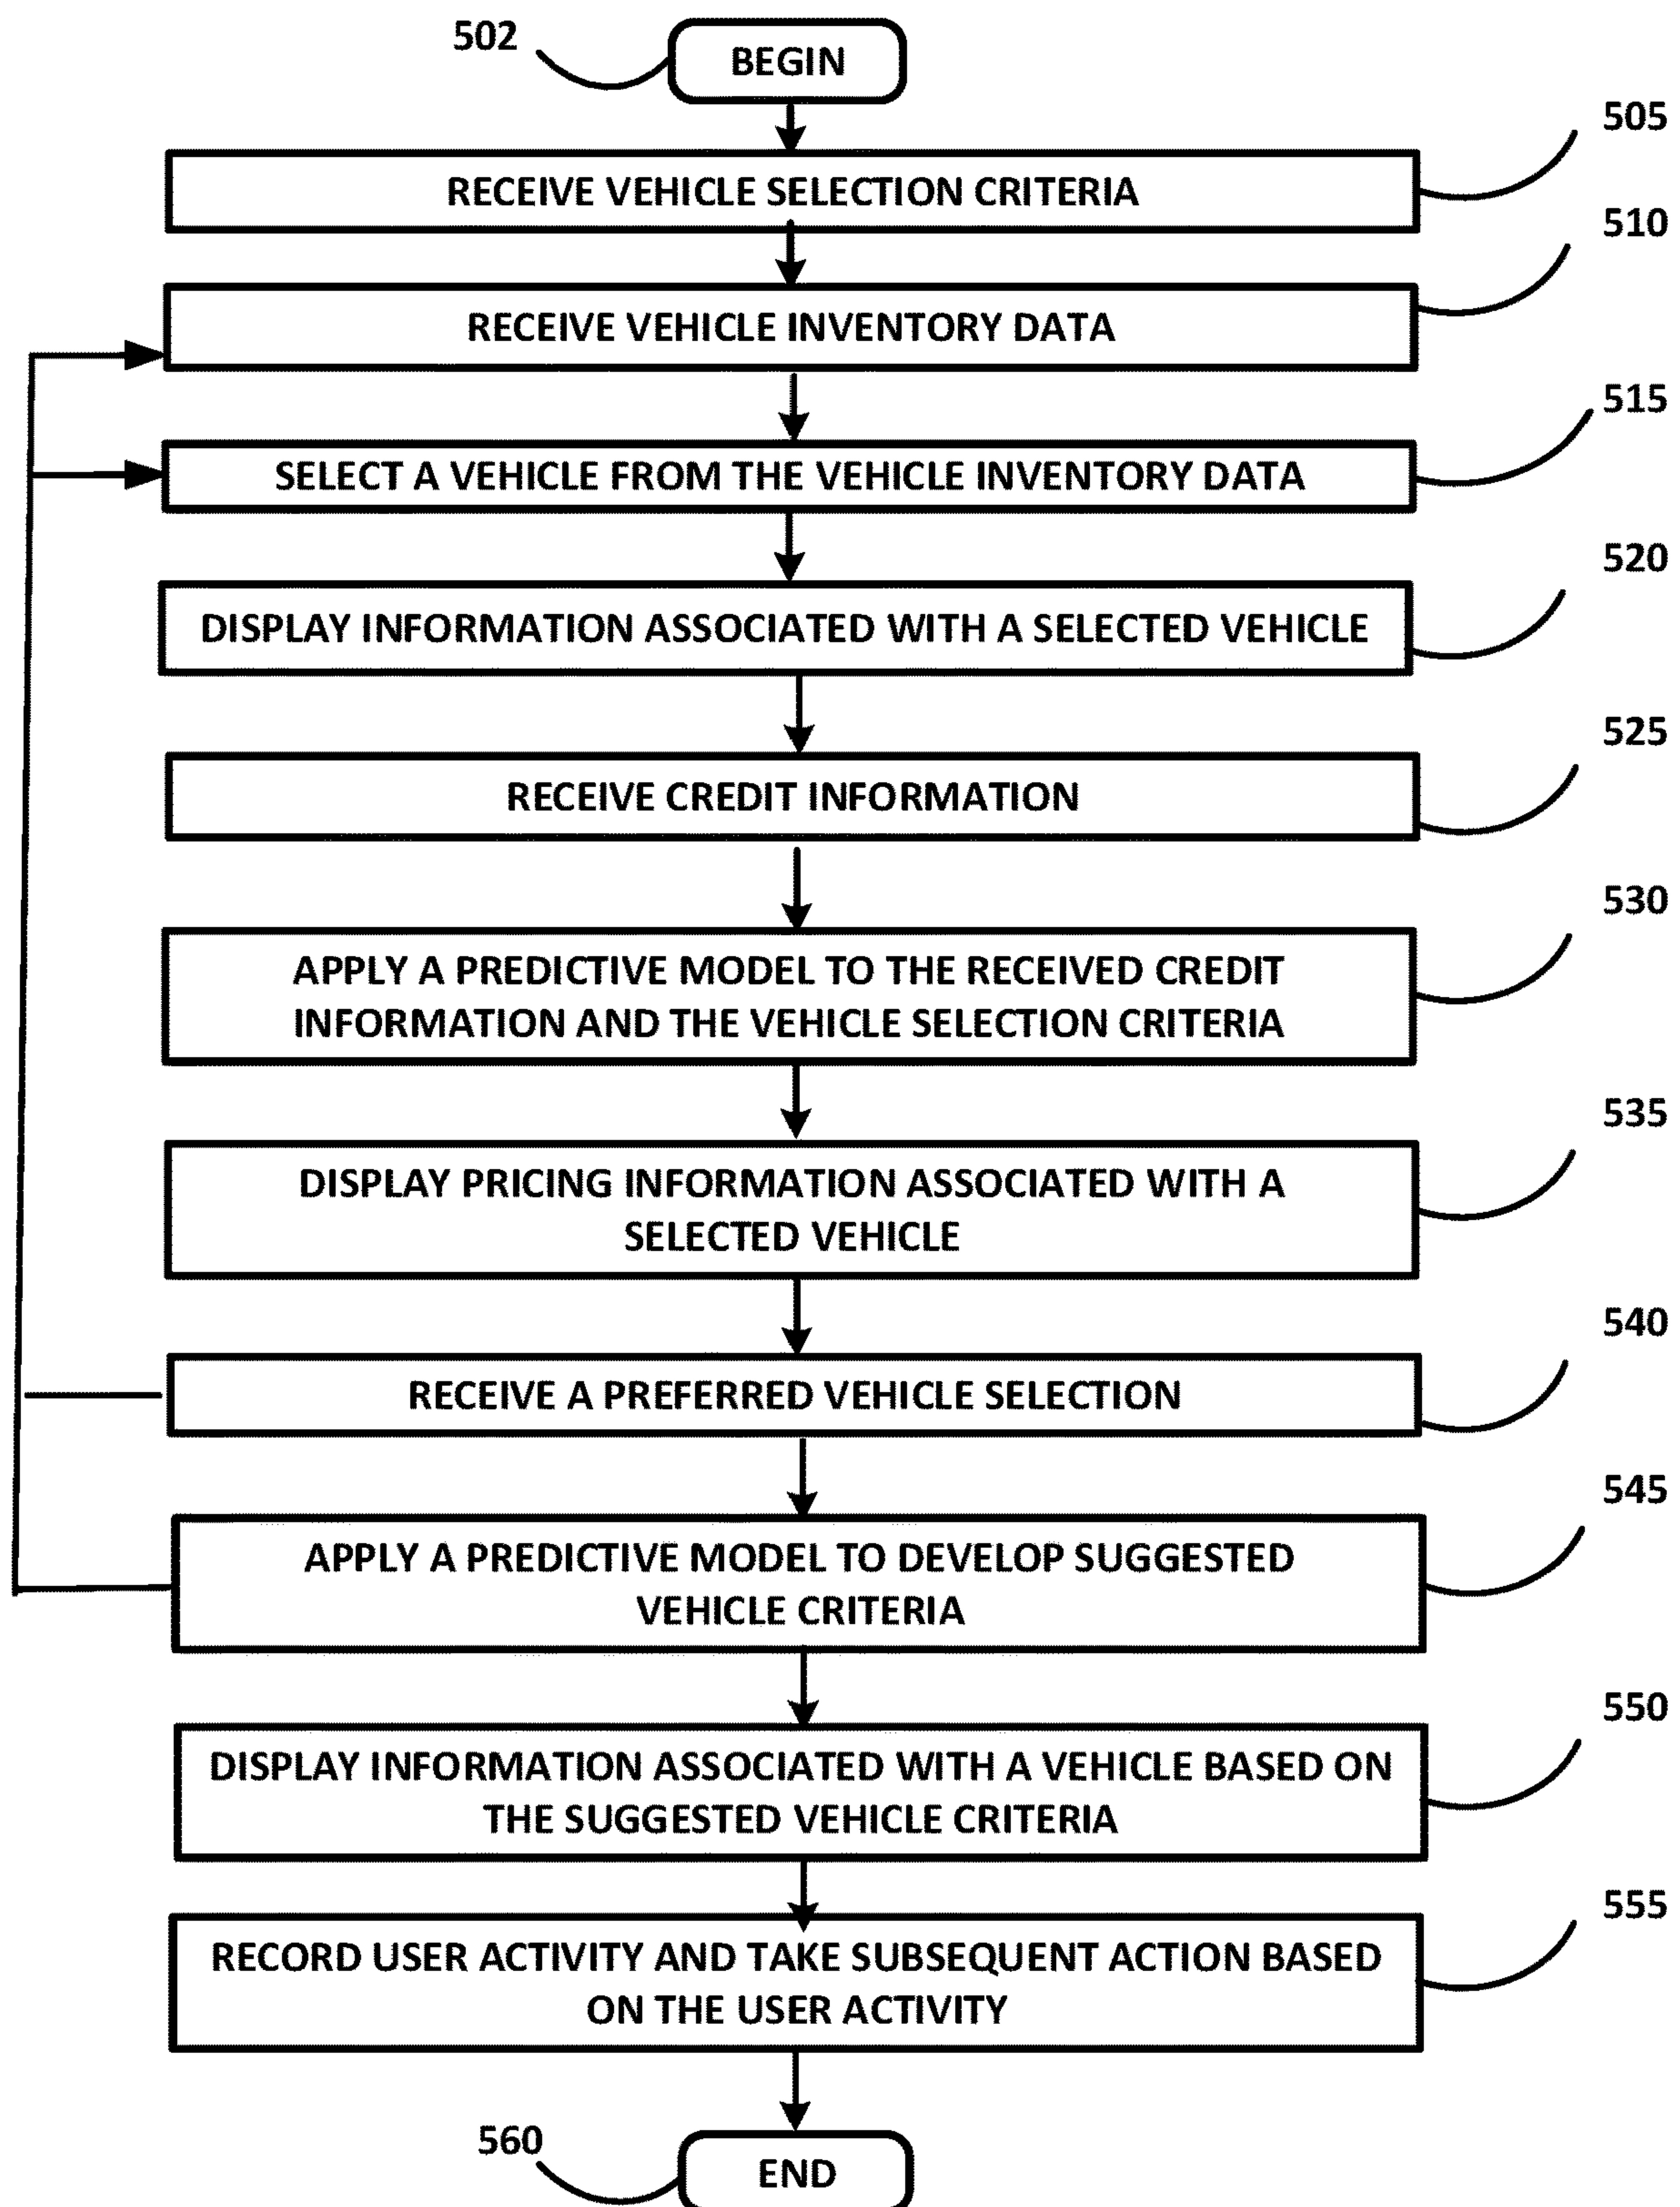 502
BEGIN
505
RECEIVE VEHICLE SELECTION CRITERIA
510
RECEIVE VEHICLE INVENTORY DATA
515
SELECT A VEHICLE FROM THE VEHICLE INVENTORY DATA
520
DISPLAY INFORMATION ASSOCIATED WITH A SELECTED VEHICLE
525
RECEIVE CREDIT INFORMATION
530
APPLY A PREDICTIVE MODEL TO THE RECEIVED CREDIT
INFORMATION AND THE VEHICLE SELECTION CRITERIA
535
DISPLAY PRICING INFORMATION ASSOCIATED WITH A
SELECTED VEHICLE
540
RECEIVE A PREFERRED VEHICLE SELECTION
545
APPLY A PREDICTIVE MODEL TO DEVELOP SUGGESTED
VEHICLE CRITERIA
550
DISPLAY INFORMATION ASSOCIATED WITH A VEHICLE BASED ON
THE SUGGESTED VEHICLE CRITERIA
555
RECORD USER ACTIVITY AND TAKE SUBSEQUENT ACTION BASED
ON THE USER ACTIVITY
560
END